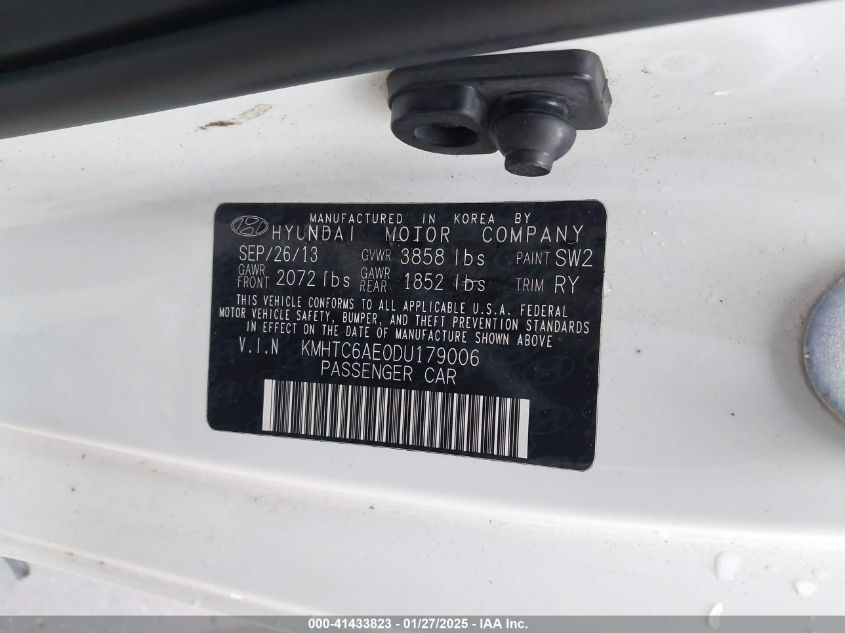 MANUFACTURED IN KOREA BY
HYUNDAI MOTOR COMPANY
SEP/26/13 GVWR 3858 lbs PAINT SW2
GAWR FRONT 2072 lbs GAWR REAR 1852 lbs TRIM RY
THIS VEHICLE CONFORMS TO ALL APPLICABLE U.S.A. FEDERAL
MOTOR VEHICLE SAFETY, BUMPER, AND THEFT PREVENTION STANDARDS
IN EFFECT ON THE DATE OF MANUFACTURE SHOWN ABOVE
V.I.N KMHTC6AE0DU179006
PASSENGER CAR
000-41433823 - 01/27/2025 - IAA Inc.